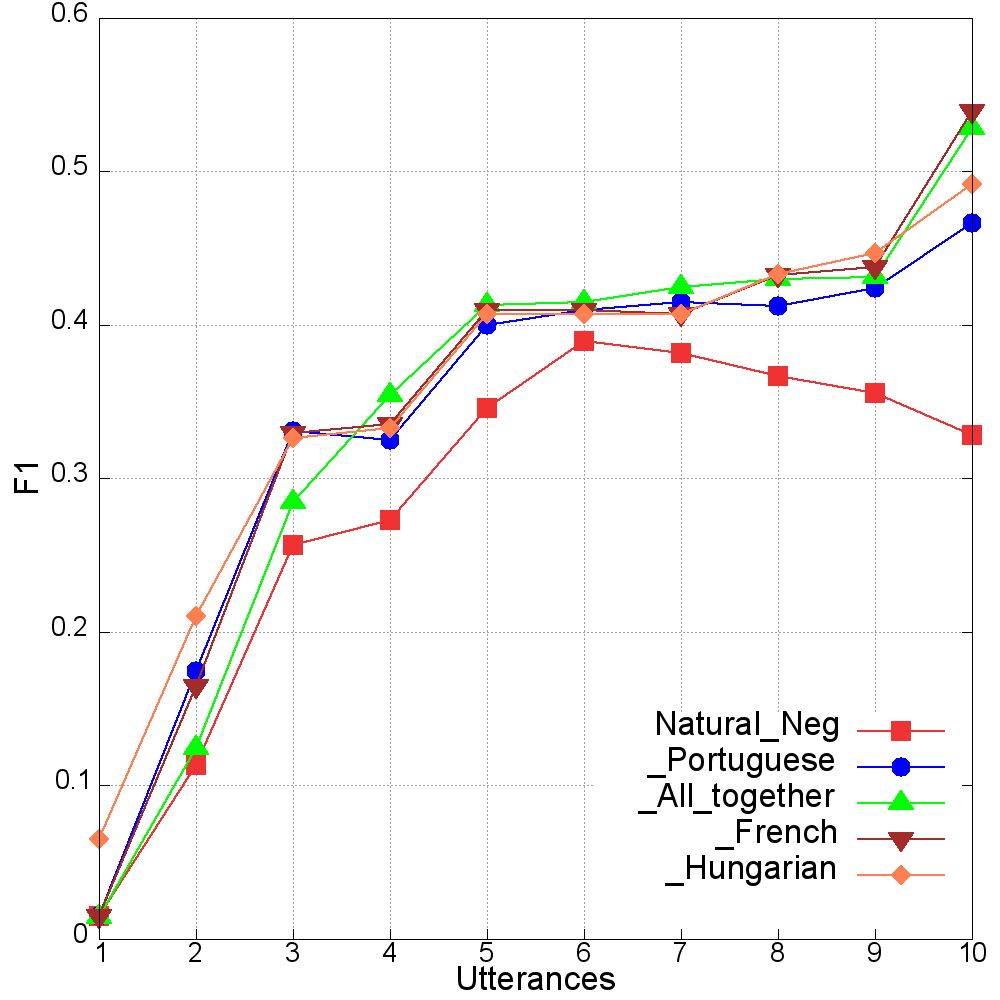 0.6
0.5
0.4
0.3
0.2
0.1
0
F1
Natural_Neg
_Portuguese
_All_together
_French
_Hungarian
1 2 3 4 5 6 7 8 9 10
Utterances